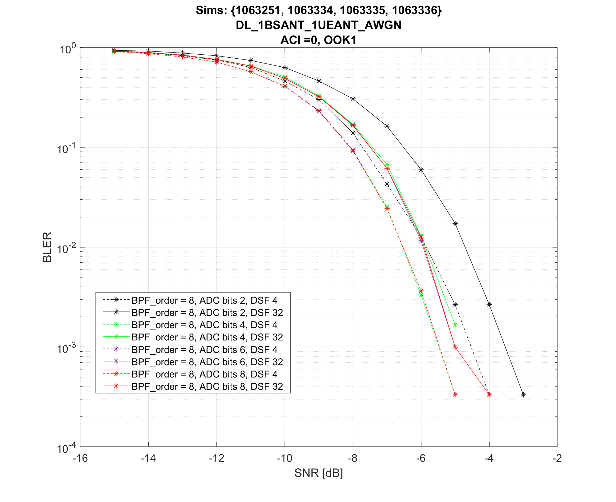 Sims: {1063251, 1063334, 1063335, 1063336}
DL_1BSANT_1UEANT_AWGN
ACI =0, OOK1
10^0
10^-1
10^-2
10^-3
10^-4
BLER
BPF_order = 8, ADC bits 2, DSF 4
BPF_order = 8, ADC bits 2, DSF 32
BPF_order = 8, ADC bits 4, DSF 4
BPF_order = 8, ADC bits 4, DSF 32
BPF_order = 8, ADC bits 6, DSF 4
BPF_order = 8, ADC bits 6, DSF 32
BPF_order = 8, ADC bits 8, DSF 4
BPF_order = 8, ADC bits 8, DSF 32
-16 -14 -12 -10 -8 -6 -4 -2
SNR [dB]